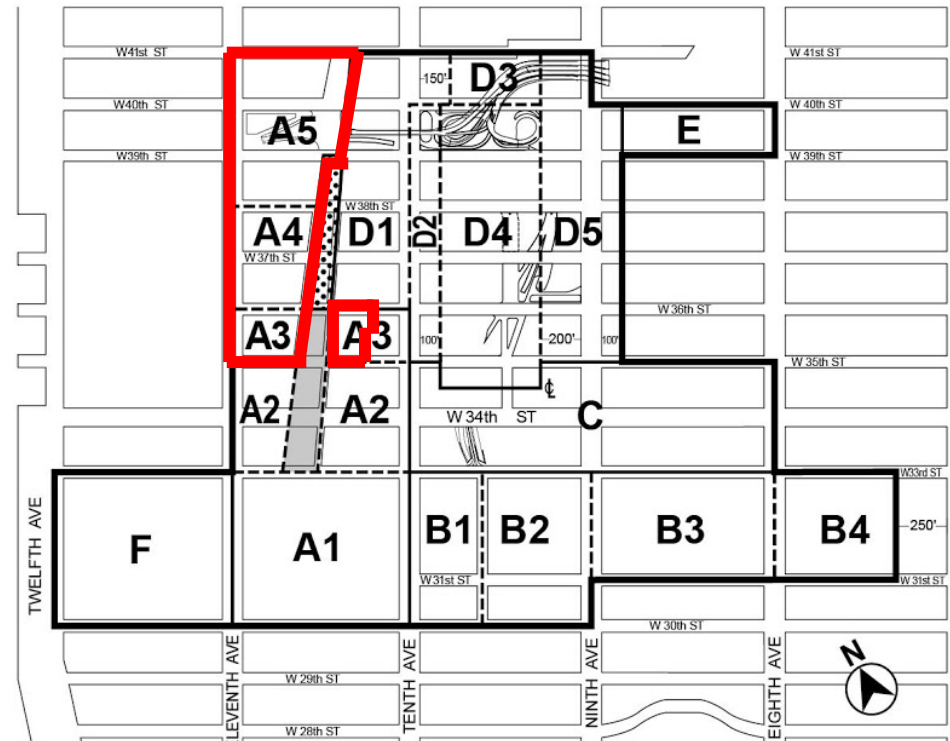 W41st ST
W 41st ST
150'
D3
W40th ST
W 40th ST
A5
E
W39th ST
W 39th ST
W 38th ST
A4
D1
D2
D4
D5
W 37th ST
W 36th ST
A3
A3
100'
200'
100'
W 35th ST
℄
A2
A2
W 34th ST
C
W33rd ST
TWELFTH AVE
F
A1
B1
B2
B3
B4
250'
W31st ST
W 31st ST
W 30th ST
ELEVENTH AVE
TENTH AVE
NINTH AVE
EIGHTH AVE
N
W 29th ST
W 28th ST